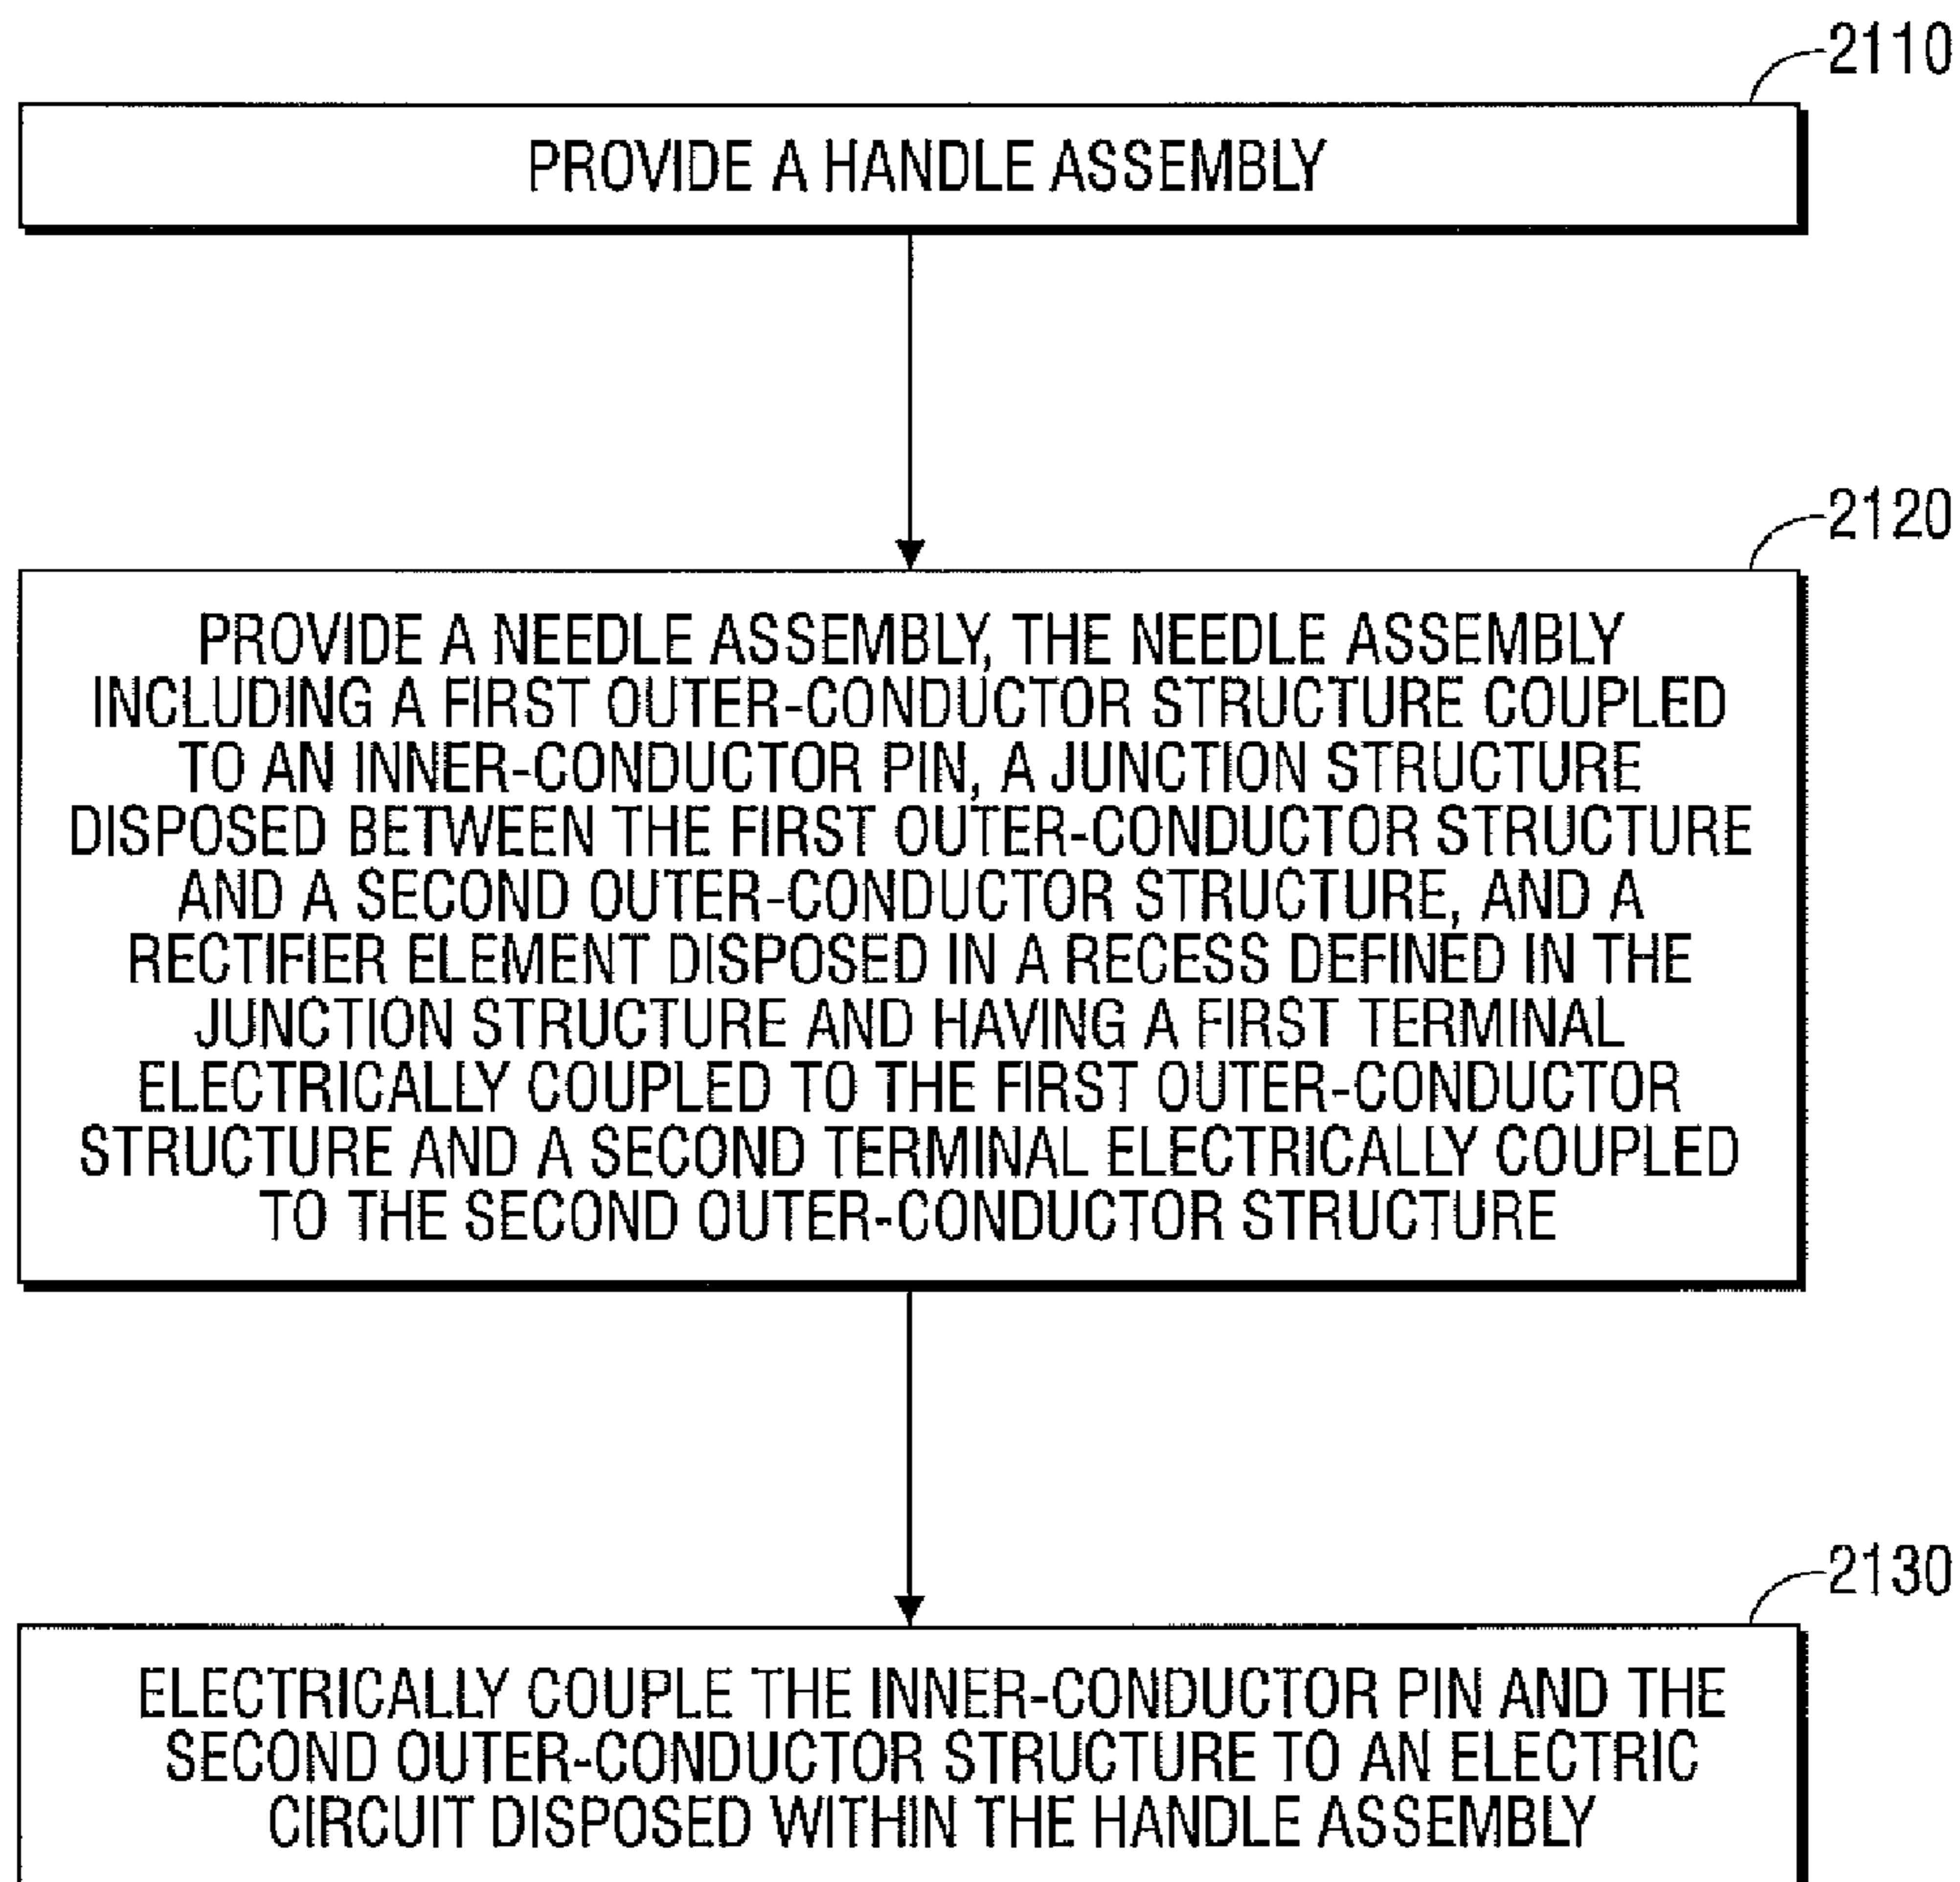 2110
PROVIDE A HANDLE ASSEMBLY
2120
PROVIDE A NEEDLE ASSEMBLY, THE NEEDLE ASSEMBLY
INCLUDING A FIRST OUTER-CONDUCTOR STRUCTURE COUPLED
TO AN INNER-CONDUCTOR PIN, A JUNCTION STRUCTURE
DISPOSED BETWEEN THE FIRST OUTER-CONDUCTOR STRUCTURE
AND A SECOND OUTER-CONDUCTOR STRUCTURE, AND A
RECTIFIER ELEMENT DISPOSED IN A RECESS DEFINED IN THE
JUNCTION STRUCTURE AND HAVING A FIRST TERMINAL
ELECTRICALLY COUPLED TO THE FIRST OUTER-CONDUCTOR
STRUCTURE AND A SECOND TERMINAL ELECTRICALLY COUPLED
TO THE SECOND OUTER-CONDUCTOR STRUCTURE
2130
ELECTRICALLY COUPLE THE INNER-CONDUCTOR PIN AND THE
SECOND OUTER-CONDUCTOR STRUCTURE TO AN ELECTRIC
CIRCUIT DISPOSED WITHIN THE HANDLE ASSEMBLY